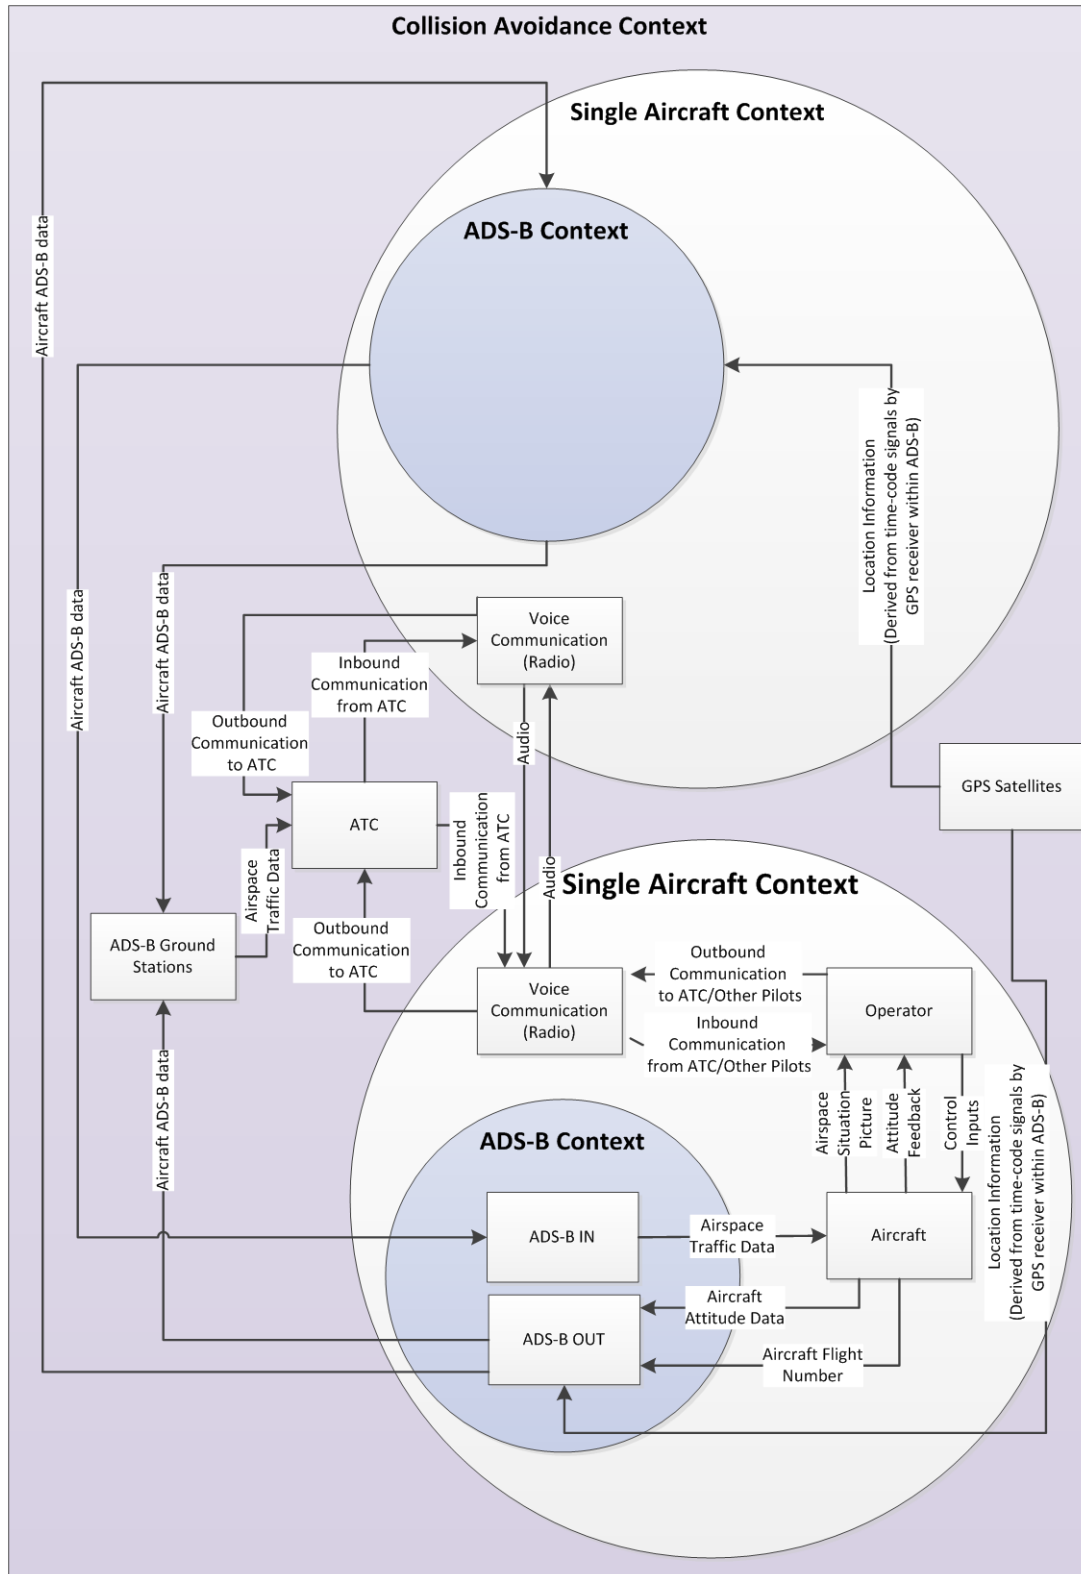 Collision Avoidance Context
Single Aircraft Context
ADS-B Context
Aircraft ADS-B data
Aircraft ADS-B data
Aircraft ADS-B data
Location Information
(Derived from time-code signals by
GPS receiver within ADS-B)
Voice
Communication
(Radio)
Inbound
Communication
from ATC
Outbound
Communication
to ATC
Audio
GPS Satellites
ATC
Inbound
Communication
from ATC
Audio
Airspace
Traffic Data
Single Aircraft Context
ADS-B Ground
Stations
Outbound
Communication
to ATC
Voice
Communication
(Radio)
Outbound
Communication
to ATC/Other Pilots
Operator
Inbound
Communication
from ATC/Other Pilots
Aircraft ADS-B data
Airspace
Situation
Picture
Attitude
Feedback
Control
Inputs
Location Information
(Derived from time-code signals by
GPS receiver within ADS-B)
ADS-B Context
ADS-B IN
Airspace
Traffic Data
Aircraft
Aircraft
Attitude Data
ADS-B OUT
Aircraft Flight
Number